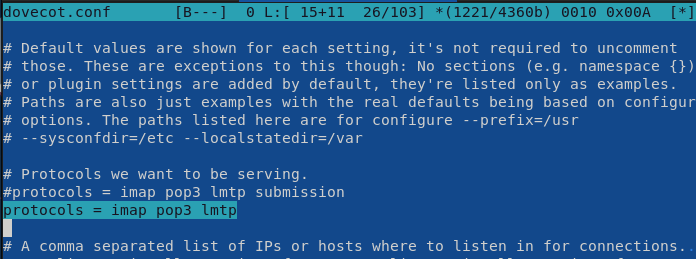 dovecot.conf [B---] 0 L:[ 15+11 26/103] *(1221/4360b) 0010 0x00A [*]
# Default values are shown for each setting, it's not required to uncomment
# those. These are exceptions to this though: No sections (e.g. namespace {})
# or plugin settings are added by default, they're listed only as examples.
# Paths are also just examples with the real defaults being based on configur
# options. The paths listed here are for configure --prefix=/usr
# --sysconfdir=/etc --localstatedir=/var
# Protocols we want to be serving.
#protocols = imap pop3 lmtp submission
protocols = imap pop3 lmtp
# A comma separated list of IPs or hosts where to listen in for connections..